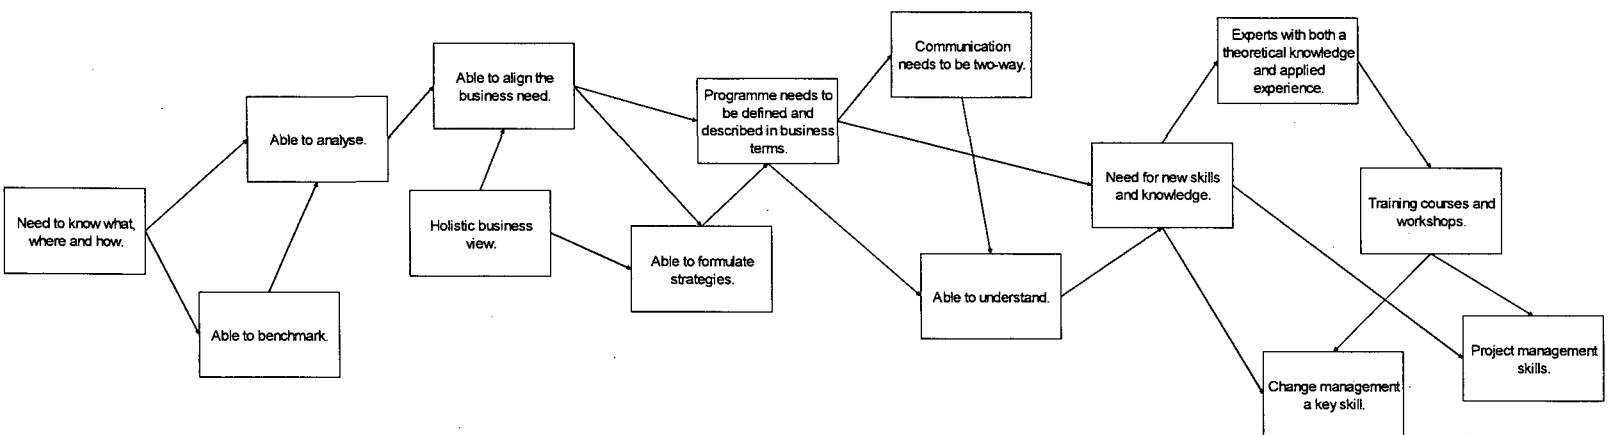 Need to know what,
where and how.
Able to analyse.
Able to benchmark.
Able to align the
business need.
Holistic business
view.
Able to formulate
strategies.
Programme needs to
be defined and
described in business
terms.
Communication
needs to be two-way.
Able to understand.
Need for new skills
and knowledge.
Experts with both a
theoretical knowledge
and applied
experience.
Training courses and
workshops.
Change management
a key skill.
Project management
skills.